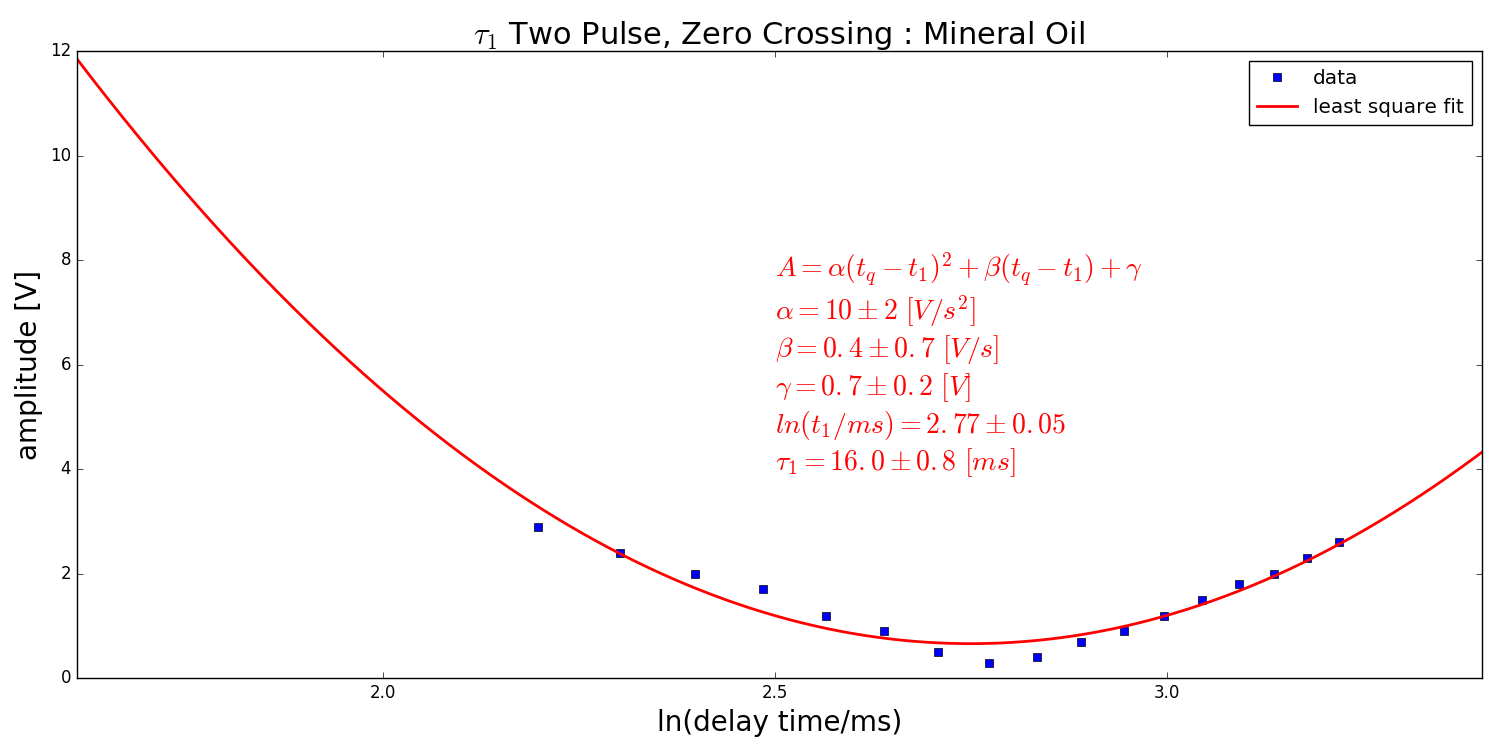 τ₁ Two Pulse, Zero Crossing : Mineral Oil
12
10
8
6
4
2
0
amplitude [V]
data
least square fit
A = α(t_q − t₁)² + β(t_q − t₁) + γ
α = 10 ± 2 [V/s²]
β = 0.4 ± 0.7 [V/s]
γ = 0.7 ± 0.2 [V]
ln(t₁/ms) = 2.77 ± 0.05
τ₁ = 16.0 ± 0.8 [ms]
2.0 2.5 3.0
ln(delay time/ms)